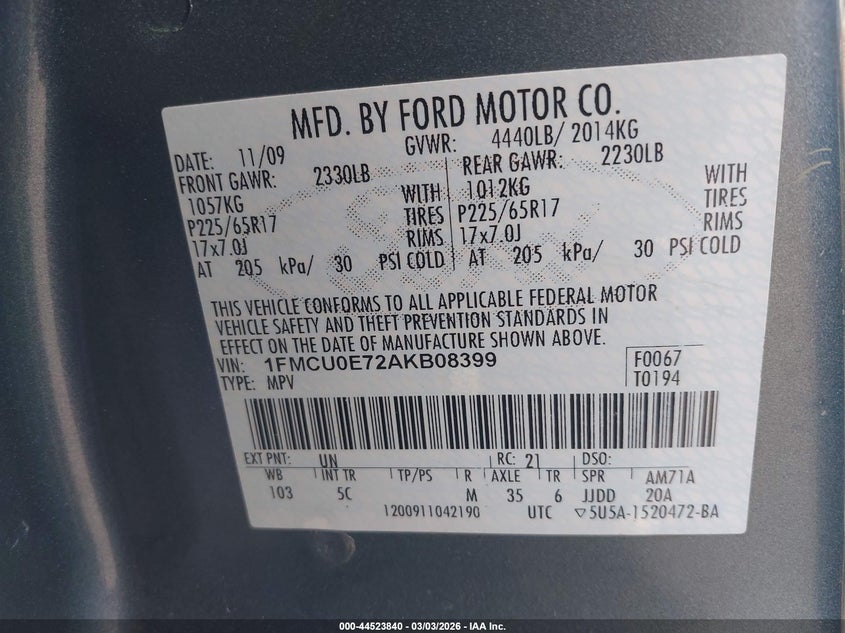 MFD. BY FORD MOTOR CO.
DATE: 11/09 GVWR: 4440LB/ 2014KG
FRONT GAWR: 2330LB REAR GAWR: 2230LB
1057KG WITH 1012KG WITH
P225/65R17 TIRES P225/65R17 TIRES
17x7.0J RIMS 17x7.0J RIMS
AT 205 kPa/ 30 PSI COLD AT 205 kPa/ 30 PSI COLD
THIS VEHICLE CONFORMS TO ALL APPLICABLE FEDERAL MOTOR
VEHICLE SAFETY AND THEFT PREVENTION STANDARDS IN
EFFECT ON THE DATE OF MANUFACTURE SHOWN ABOVE.
VIN: 1FMCU0E72AKB08399 F0067
TYPE: MPV T0194
EXT PNT: UN RC: 21 DSO:
WB INT TR TP/PS R AXLE TR SPR AM71A
103 5C M 35 6 JJDD 20A
1200911042190 UTC ▽5U5A-1520472-BA
000-44523840 - 03/03/2026 - IAA Inc.